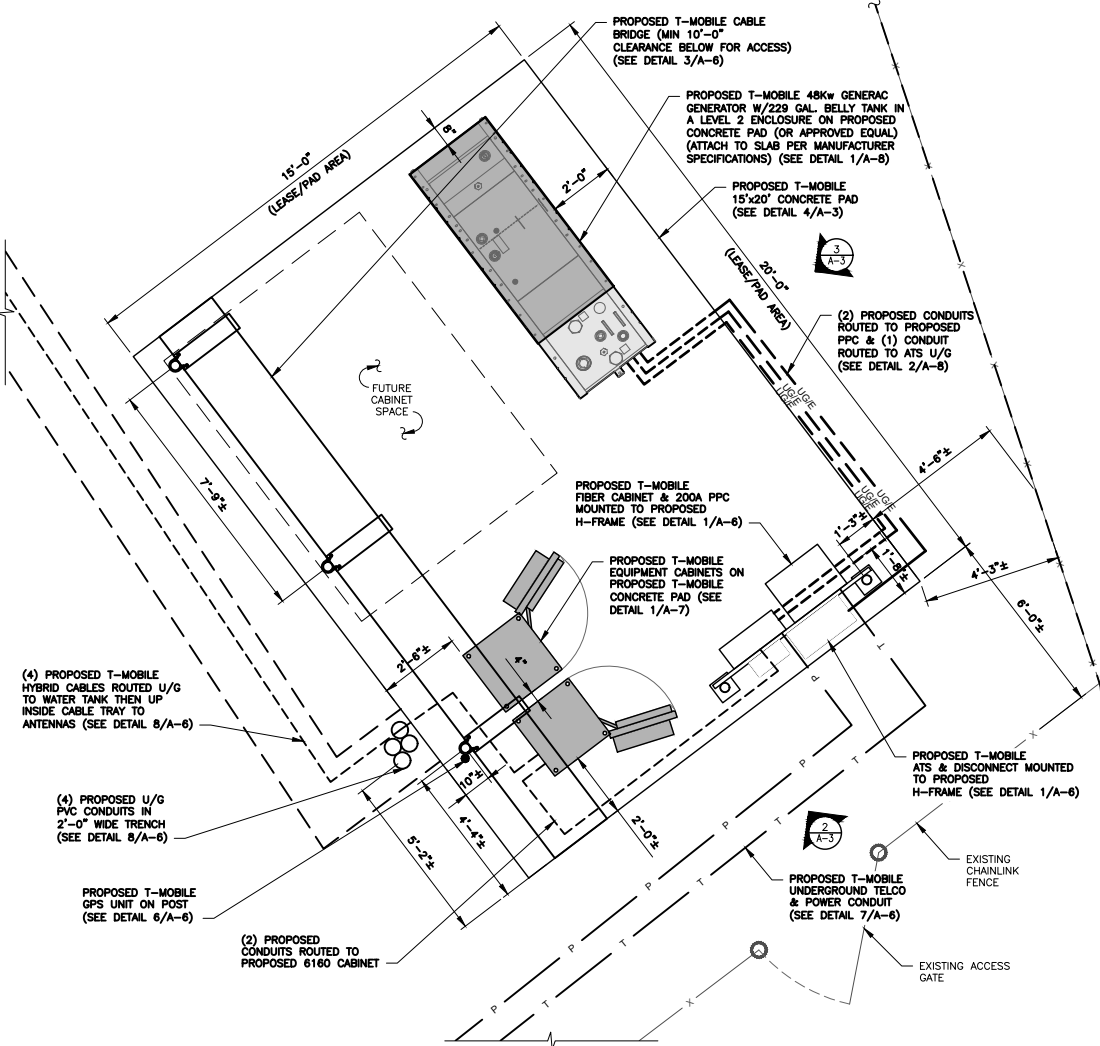 PROPOSED T-MOBILE CABLE
BRIDGE (MIN 10'-0"
CLEARANCE BELOW FOR ACCESS)
(SEE DETAIL 3/A-6)
PROPOSED T-MOBILE 48Kw GENERAC
GENERATOR W/229 GAL. BELLY TANK IN
A LEVEL 2 ENCLOSURE ON PROPOSED
CONCRETE PAD (OR APPROVED EQUAL)
(ATTACH TO SLAB PER MANUFACTURER
SPECIFICATIONS) (SEE DETAIL 1/A-8)
8"
15'-0"
(LEASE/PAD AREA)
2'-0"
PROPOSED T-MOBILE
15'x20' CONCRETE PAD
(SEE DETAIL 4/A-3)
3
A-3
20'-0"
(LEASE/PAD AREA)
X
(2) PROPOSED CONDUITS
ROUTED TO PROPOSED
PPC & (1) CONDUIT
ROUTED TO ATS U/G
(SEE DETAIL 2/A-8)
FUTURE
CABINET
SPACE
UG/E
UG/E
UG/E
4'-6"±
7'-9"±
PROPOSED T-MOBILE
FIBER CABINET & 200A PPC
MOUNTED TO PROPOSED
H-FRAME (SEE DETAIL 1/A-6)
UG/E
UG/E
UG/E
1'-3"±
1'-8"±
4'-3"±
6'-0"±
PROPOSED T-MOBILE
EQUIPMENT CABINETS ON
PROPOSED T-MOBILE
CONCRETE PAD (SEE
DETAIL 1/A-7)
2'-6"±
4"
(4) PROPOSED T-MOBILE
HYBRID CABLES ROUTED U/G
TO WATER TANK THEN UP
INSIDE CABLE TRAY TO
ANTENNAS (SEE DETAIL 8/A-6)
T
P
X
PROPOSED T-MOBILE
ATS & DISCONNECT MOUNTED
TO PROPOSED
H-FRAME (SEE DETAIL 1/A-6)
10"±
(4) PROPOSED U/G
PVC CONDUITS IN
2'-0" WIDE TRENCH
(SEE DETAIL 8/A-6)
4'-4"±
5'-2"±
2'-0"±
P
P
T
T
2
A-3
EXISTING
CHAINLINK
FENCE
PROPOSED T-MOBILE
GPS UNIT ON POST
(SEE DETAIL 6/A-6)
PROPOSED T-MOBILE
UNDERGROUND TELCO
& POWER CONDUIT
(SEE DETAIL 7/A-6)
P
T
P
T
(2) PROPOSED
CONDUITS ROUTED TO
PROPOSED 6160 CABINET
EXISTING ACCESS
GATE
P
T
X